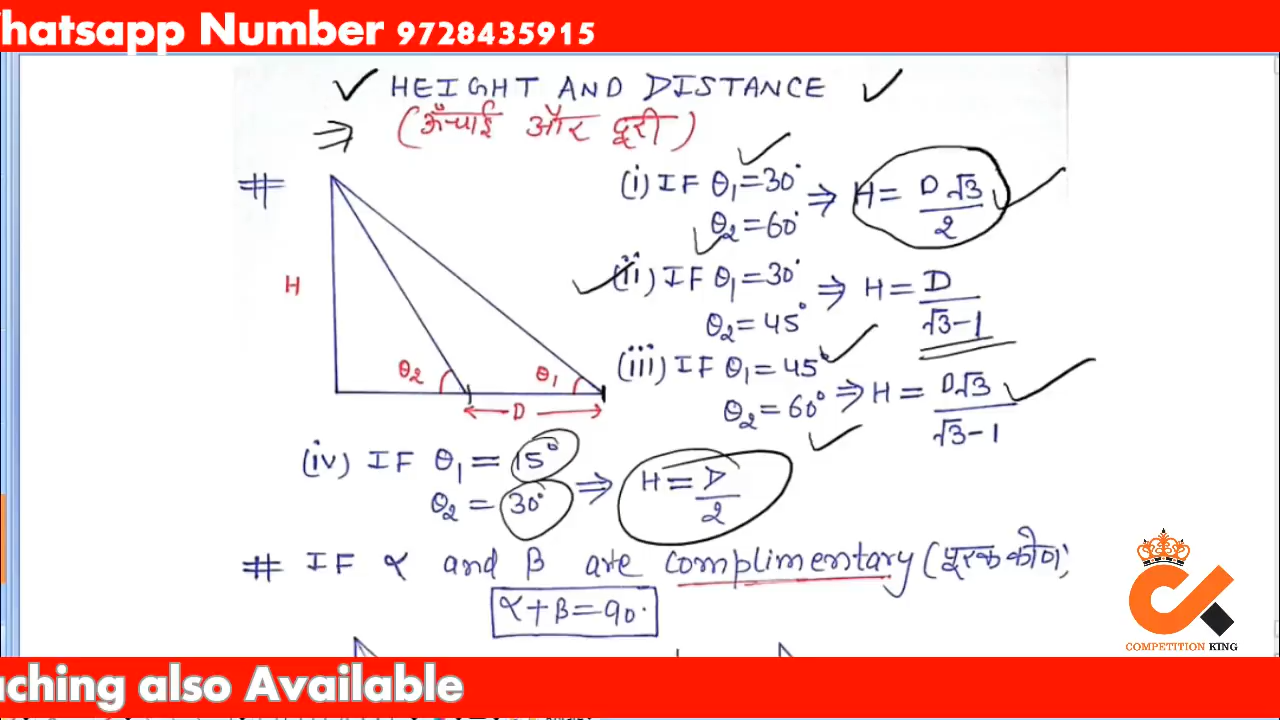 hatsapp Number 9728435915
HEIGHT AND DISTANCE
⇒ (ऊँचाई और दूरी)
# (i) IF θ₁=30° ⇒ H= D√3/2
θ₂=60°
H
(ii) IF θ₁=30° ⇒ H= D/√3-1
θ₂=45°
(iii) IF θ₁=45° ⇒ H= D√3/√3-1
θ₂=60°
θ₂ θ₁
D
(iv) IF θ₁= 15° ⇒ H= D/2
θ₂= 30°
# IF α and β are complimentary (पूरक कोण)
α+β=90°
COMPETITION KING
ching also Available